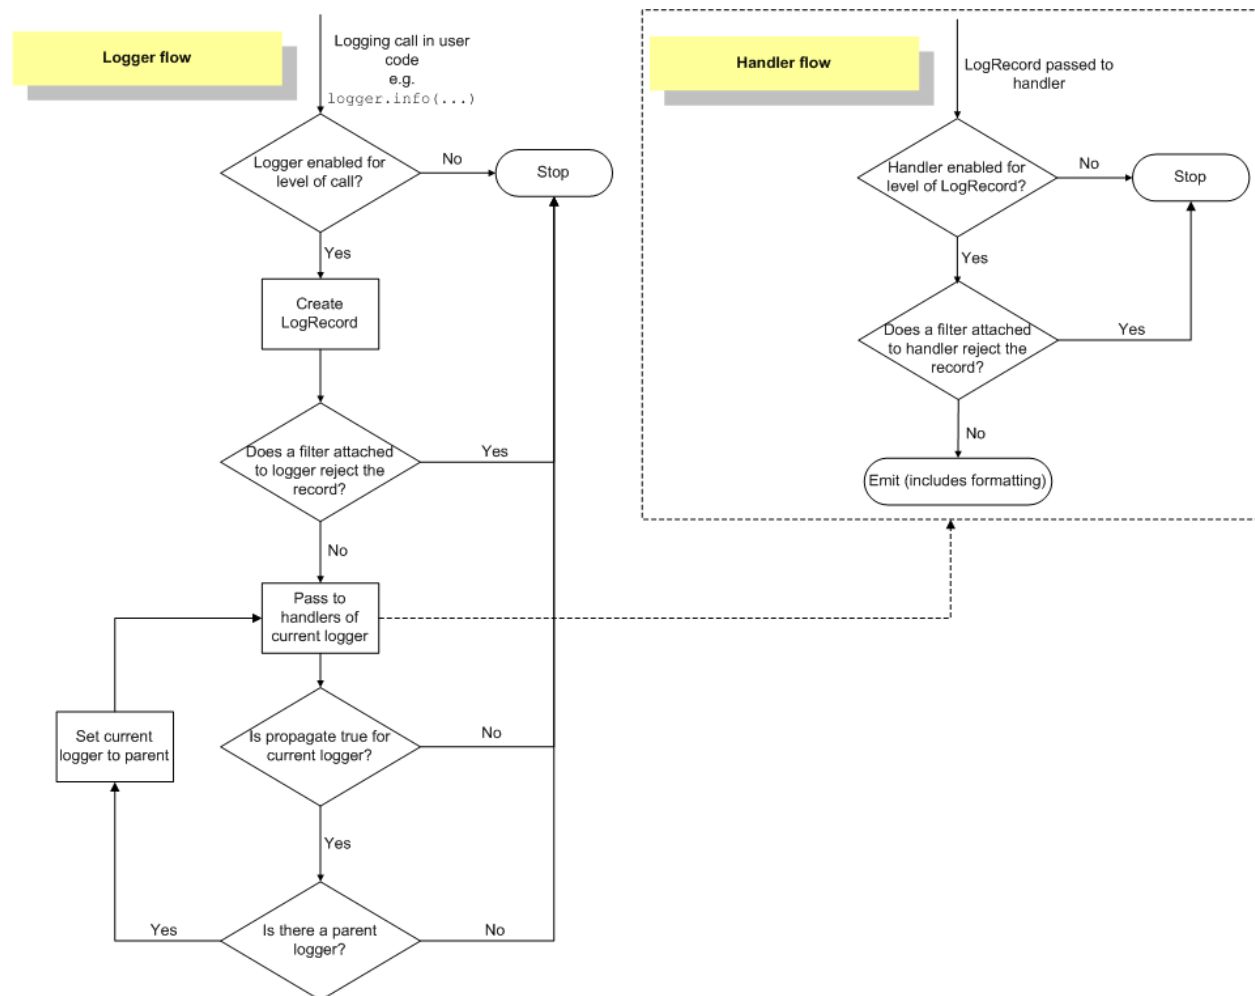 Logger flow
Logging call in user
code
e.g.
logger.info(...)
Logger enabled for
level of call?
No
Stop
Yes
Create
LogRecord
Does a filter attached
to logger reject the
record?
Yes
No
Pass to
handlers of
current logger
Set current
logger to parent
Is propagate true for
current logger?
No
Yes
Is there a parent
logger?
Yes
No
Handler flow
LogRecord passed to
handler
Handler enabled for
level of LogRecord?
No
Stop
Yes
Does a filter attached
to handler reject the
record?
Yes
No
Emit (includes formatting)